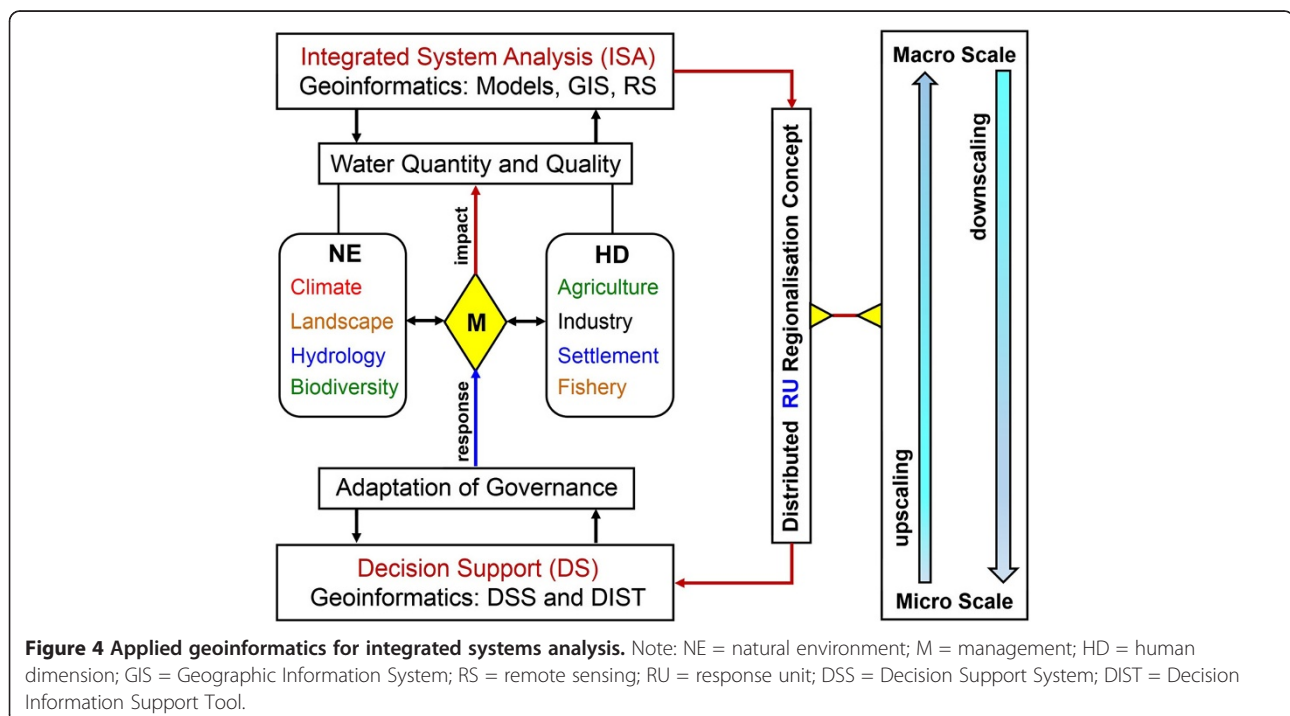 Integrated System Analysis (ISA)
Geoinformatics: Models, GIS, RS
Water Quantity and Quality
impact
NE
Climate
Landscape
Hydrology
Biodiversity
M
HD
Agriculture
Industry
Settlement
Fishery
response
Adaptation of Governance
Decision Support (DS)
Geoinformatics: DSS and DIST
Distributed RU Regionalisation Concept
Macro Scale
downscaling
upscaling
Micro Scale
Figure 4 Applied geoinformatics for integrated systems analysis. Note: NE = natural environment; M = management; HD = human
dimension; GIS = Geographic Information System; RS = remote sensing; RU = response unit; DSS = Decision Support System; DIST = Decision
Information Support Tool.